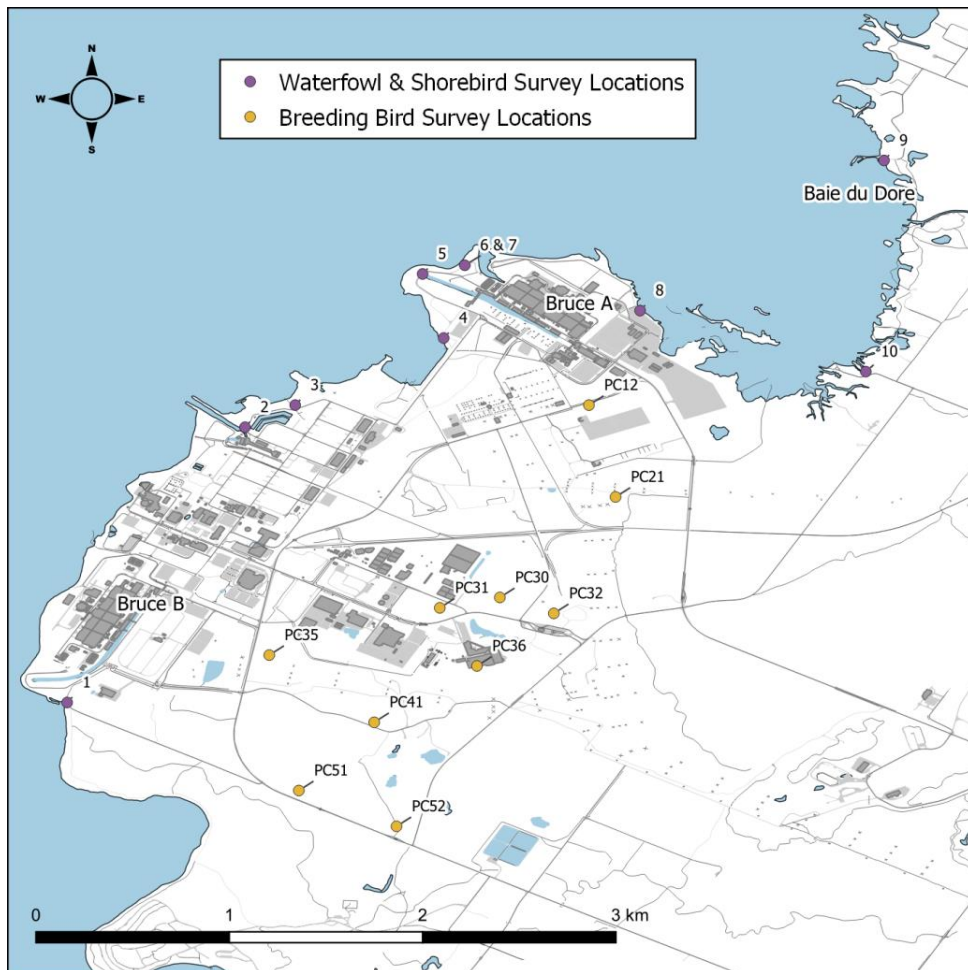 N
W E
S
Waterfowl & Shorebird Survey Locations
Breeding Bird Survey Locations
9
Baie du Dore
5
6 & 7
Bruce A
8
4
10
3
PC12
2
PC21
PC31
PC30
PC32
Bruce B
PC35
PC36
1
PC41
PC51
PC52
0 1 2 3 km